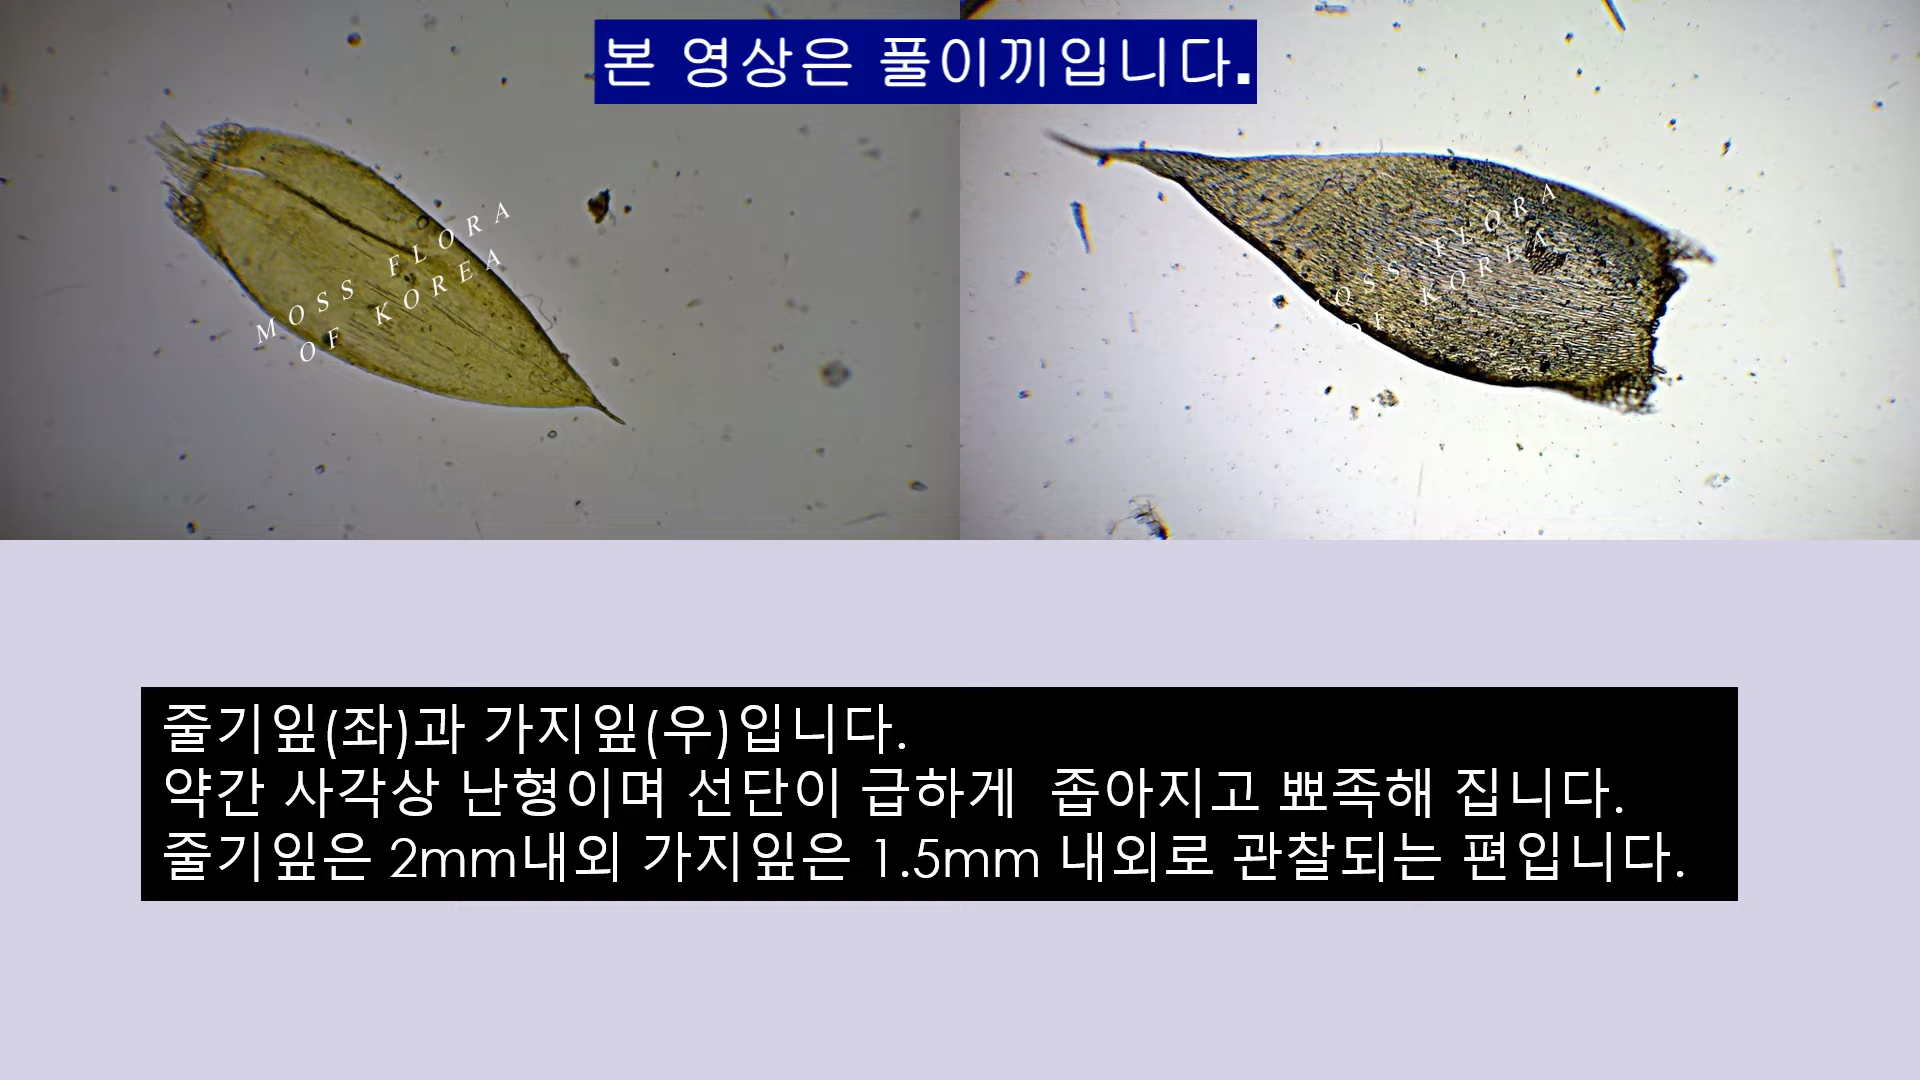 본 영상은 풀이끼입니다.
MOSS FLORA
OF KOREA
MOSS FLORA
OF KOREA
줄기잎(좌)과 가지잎(우)입니다.
약간 사각상 난형이며 선단이 급하게 좁아지고 뾰족해 집니다.
줄기잎은 2mm내외 가지잎은 1.5mm 내외로 관찰되는 편입니다.